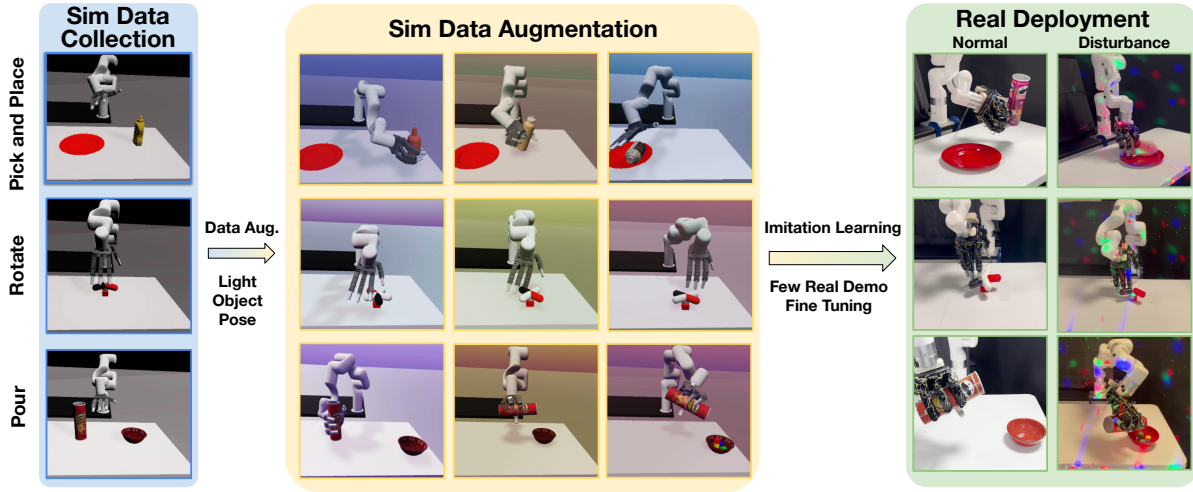 Sim Data
Collection
Sim Data Augmentation
Real Deployment
Normal
Disturbance
Pick and Place
Rotate
Pour
Data Aug.
Light
Object
Pose
Imitation Learning
Few Real Demo
Fine Tuning